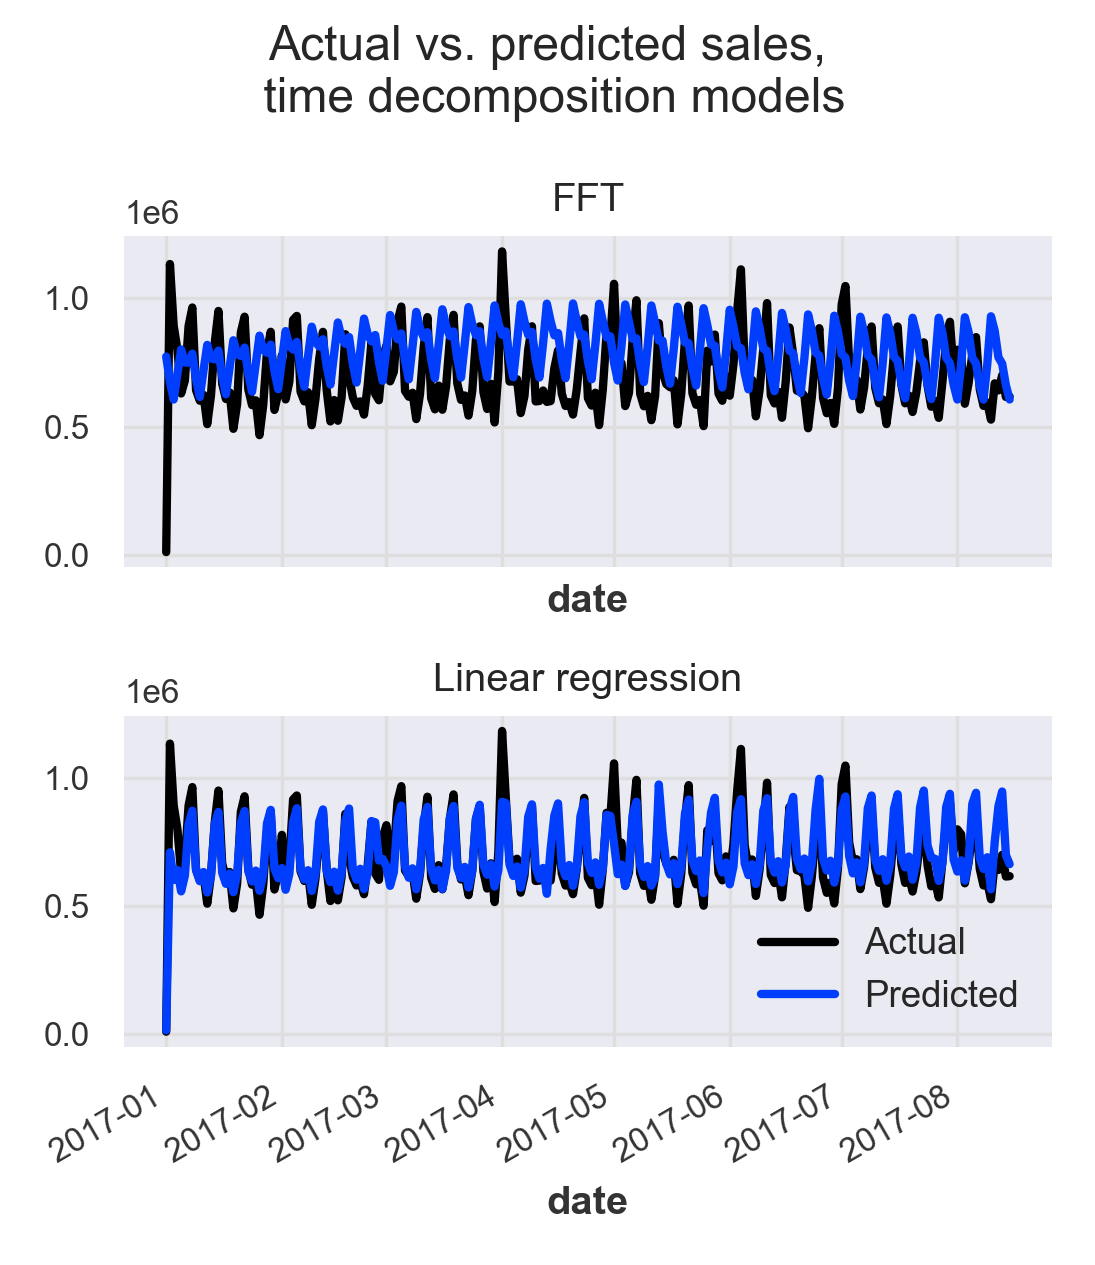 Actual vs. predicted sales,
time decomposition models
FFT
1e6
1.0
0.5
0.0
date
Linear regression
1e6
1.0
0.5
0.0
Actual
Predicted
2017-01
2017-02
2017-03
2017-04
2017-05
2017-06
2017-07
2017-08
date